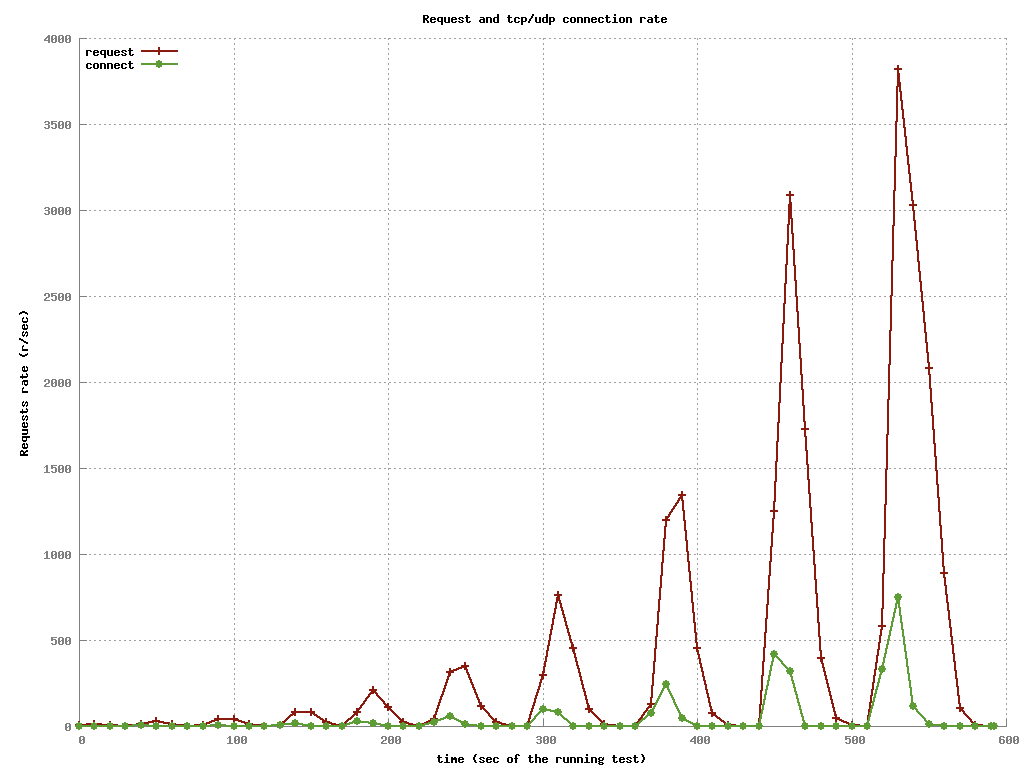 Request and tcp/udp connection rate
4000
request
connect
3500
3000
2500
2000
1500
1000
500
0
Requests rate (r/sec)
0 100 200 300 400 500 600
time (sec of the running test)